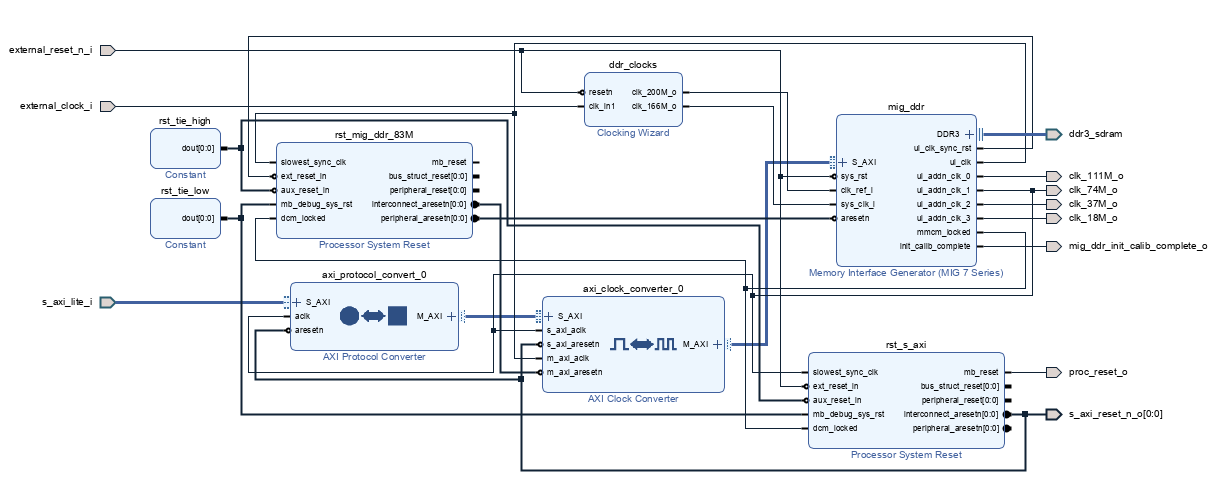 external_reset_n_i
external_clock_i
rst_tie_high
dout[0:0]
Constant
rst_tie_low
dout[0:0]
Constant
s_axi_lite_i
rst_mig_ddr_83M
slowest_sync_clk
ext_reset_in
aux_reset_in
mb_debug_sys_rst
dcm_locked
mb_reset
bus_struct_reset[0:0]
peripheral_reset[0:0]
interconnect_aresetn[0:0]
peripheral_aresetn[0:0]
Processor System Reset
ddr_clocks
resetn
clk_in1
clk_200M_o
clk_166M_o
Clocking Wizard
axi_protocol_convert_0
S_AXI
aclk
aresetn
M_AXI
AXI Protocol Converter
axi_clock_converter_0
S_AXI
s_axi_aclk
s_axi_aresetn
m_axi_aclk
m_axi_aresetn
M_AXI
AXI Clock Converter
mig_ddr
S_AXI
sys_rst
clk_ref_i
sys_clk_i
aresetn
DDR3
ui_clk_sync_rst
ui_clk
ui_addn_clk_0
ui_addn_clk_1
ui_addn_clk_2
ui_addn_clk_3
mmcm_locked
init_calib_complete
Memory Interface Generator (MIG 7 Series)
ddr3_sdram
clk_111M_o
clk_74M_o
clk_37M_o
clk_18M_o
mig_ddr_init_calib_complete_o
rst_s_axi
slowest_sync_clk
ext_reset_in
aux_reset_in
mb_debug_sys_rst
dcm_locked
mb_reset
bus_struct_reset[0:0]
peripheral_reset[0:0]
interconnect_aresetn[0:0]
peripheral_aresetn[0:0]
Processor System Reset
proc_reset_o
s_axi_reset_n_o[0:0]